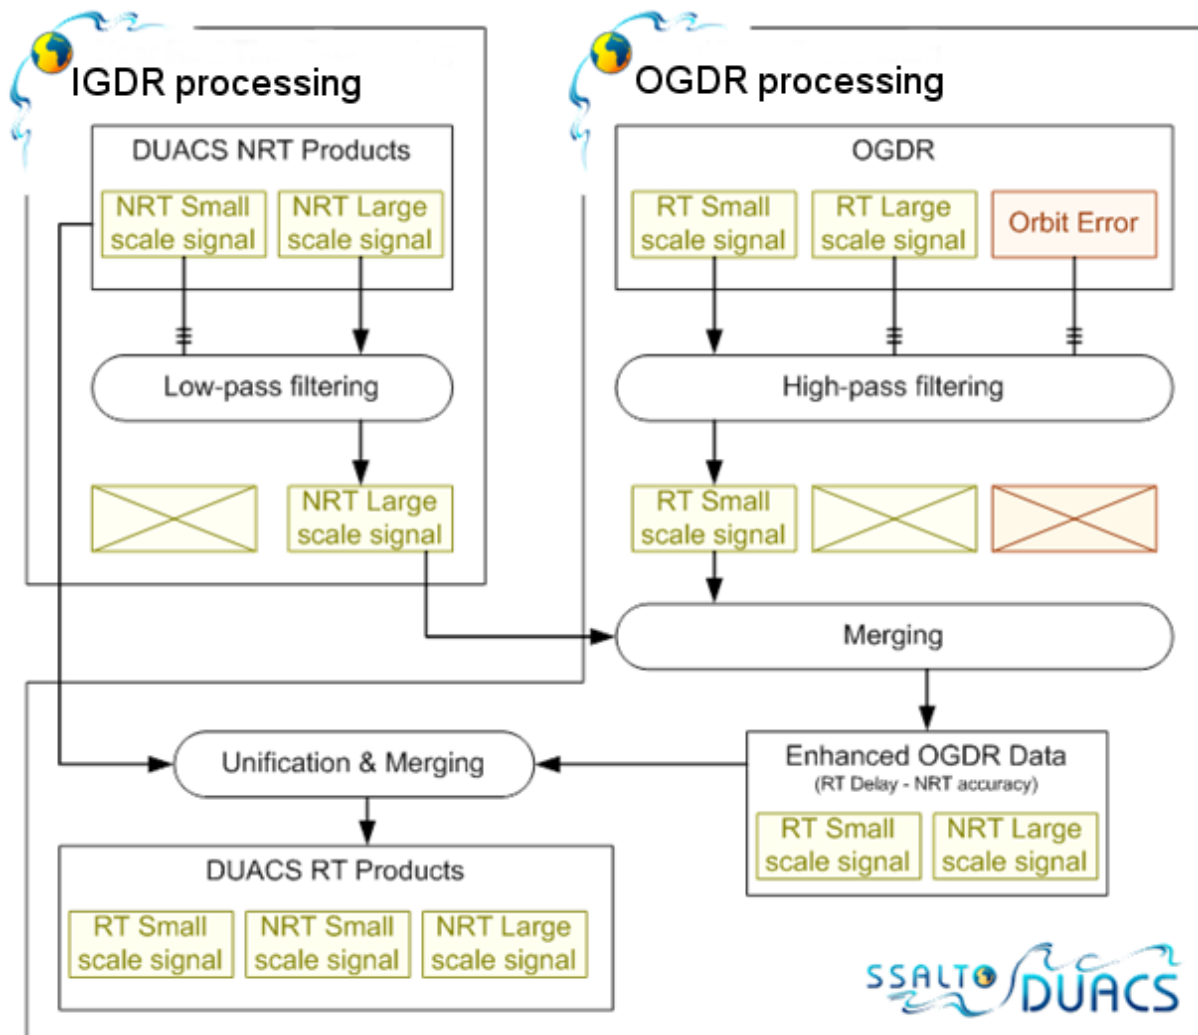 IGDR processing
DUACS NRT Products
NRT Small
scale signal
NRT Large
scale signal
Low-pass filtering
NRT Large
scale signal
OGDR processing
OGDR
RT Small
scale signal
RT Large
scale signal
Orbit Error
High-pass filtering
RT Small
scale signal
Merging
Enhanced OGDR Data
(RT Delay - NRT accuracy)
RT Small
scale signal
NRT Large
scale signal
Unification & Merging
DUACS RT Products
RT Small
scale signal
NRT Small
scale signal
NRT Large
scale signal
SSALTO
DUACS